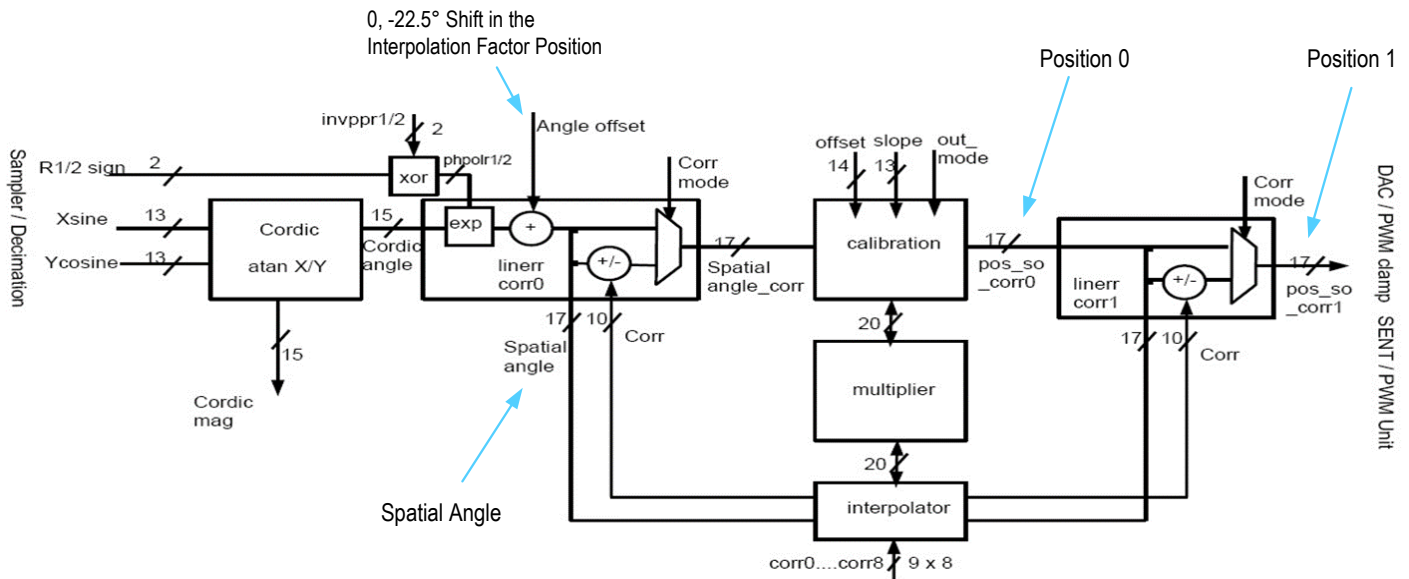 0, -22.5° Shift in the
Interpolation Factor Position
Position 0
Position 1
invppr1/2
2
Angle offset
offset
slope
out_
mode
14
13
Sampler / Decimation
R1/2 sign
2
xor
phpolr1/2
Corr
mode
Corr
mode
DAC / PWM clamp SENT / PWM Unit
Xsine
13
Ycosine
13
Cordic
atan X/Y
15
Cordic
angle
exp
+
linerr
corr0
+/-
17
Spatial
angle_corr
calibration
17
pos_so
_corr0
linerr
corr1
+/-
17
pos_so
_corr1
15
Cordic
mag
17
10
Spatial
angle
Corr
20
multiplier
20
17
10
Corr
Spatial Angle
interpolator
corr0....corr8
9 x 8